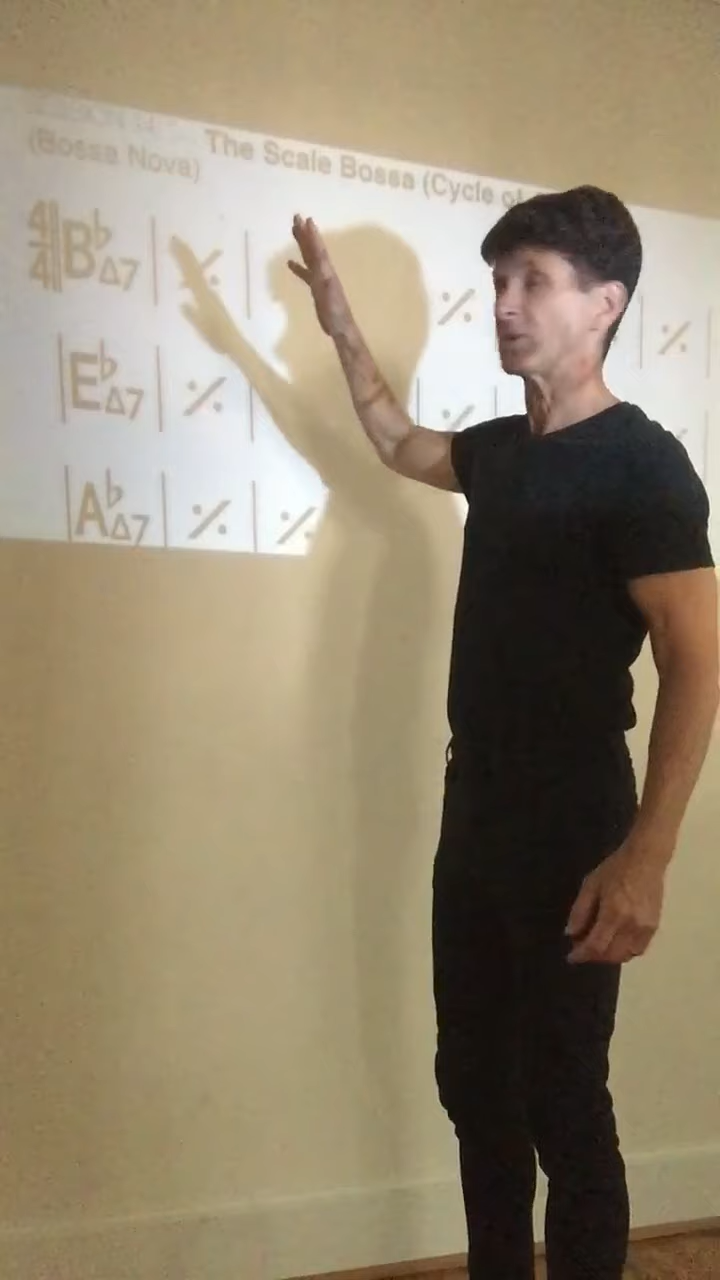 The Scale Bossa (Cycle of
(Bossa Nova)
4/4 B♭Δ7 | ٪ | ٪ ٪
E♭Δ7 | ٪ | ٪
A♭Δ7 | ٪ | ٪